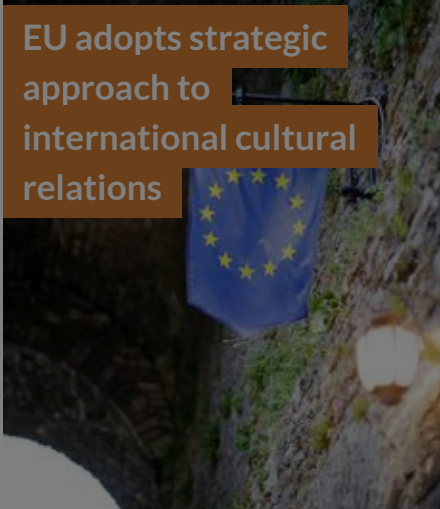 EU adopts strategic
approach to
international cultural
relations